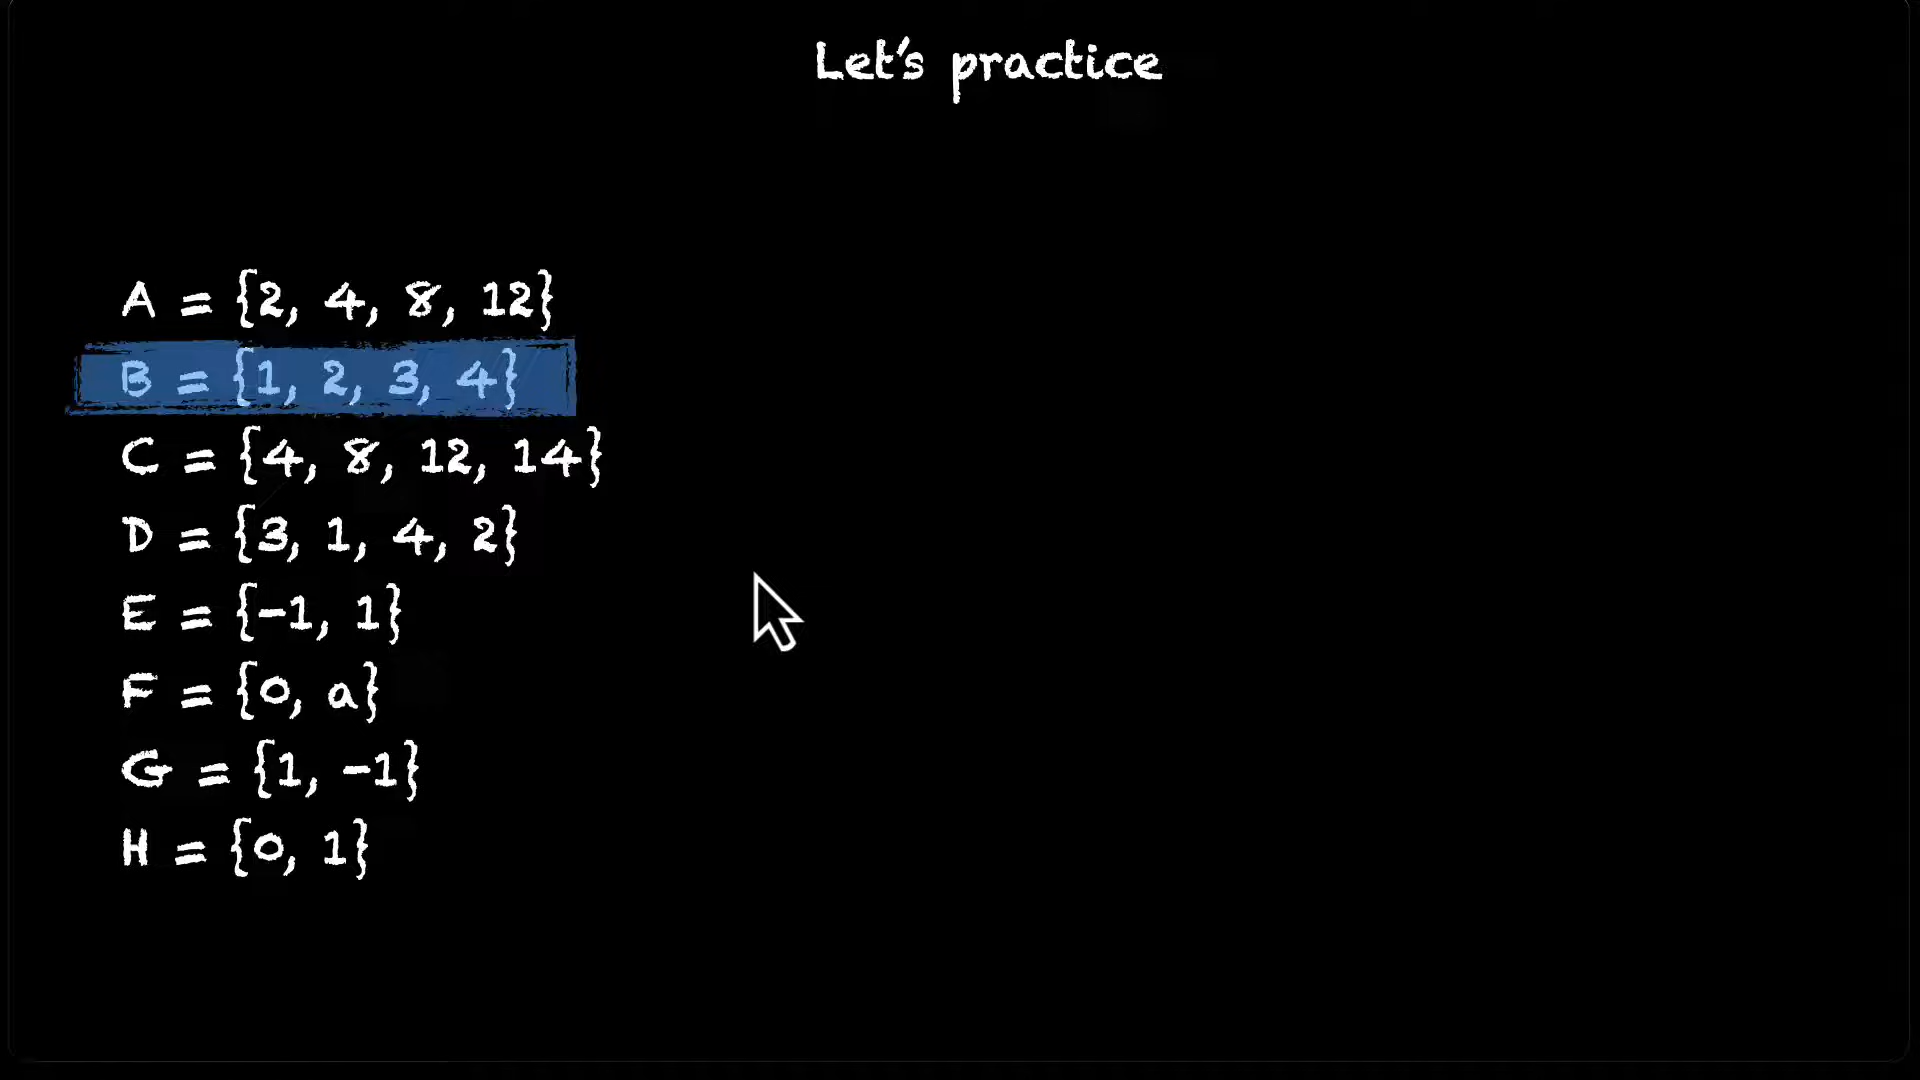 Let's practice
A = {2, 4, 8, 12}
B = {1, 2, 3, 4}
C = {4, 8, 12, 14}
D = {3, 1, 4, 2}
E = {-1, 1}
F = {0, a}
G = {1, -1}
H = {0, 1}